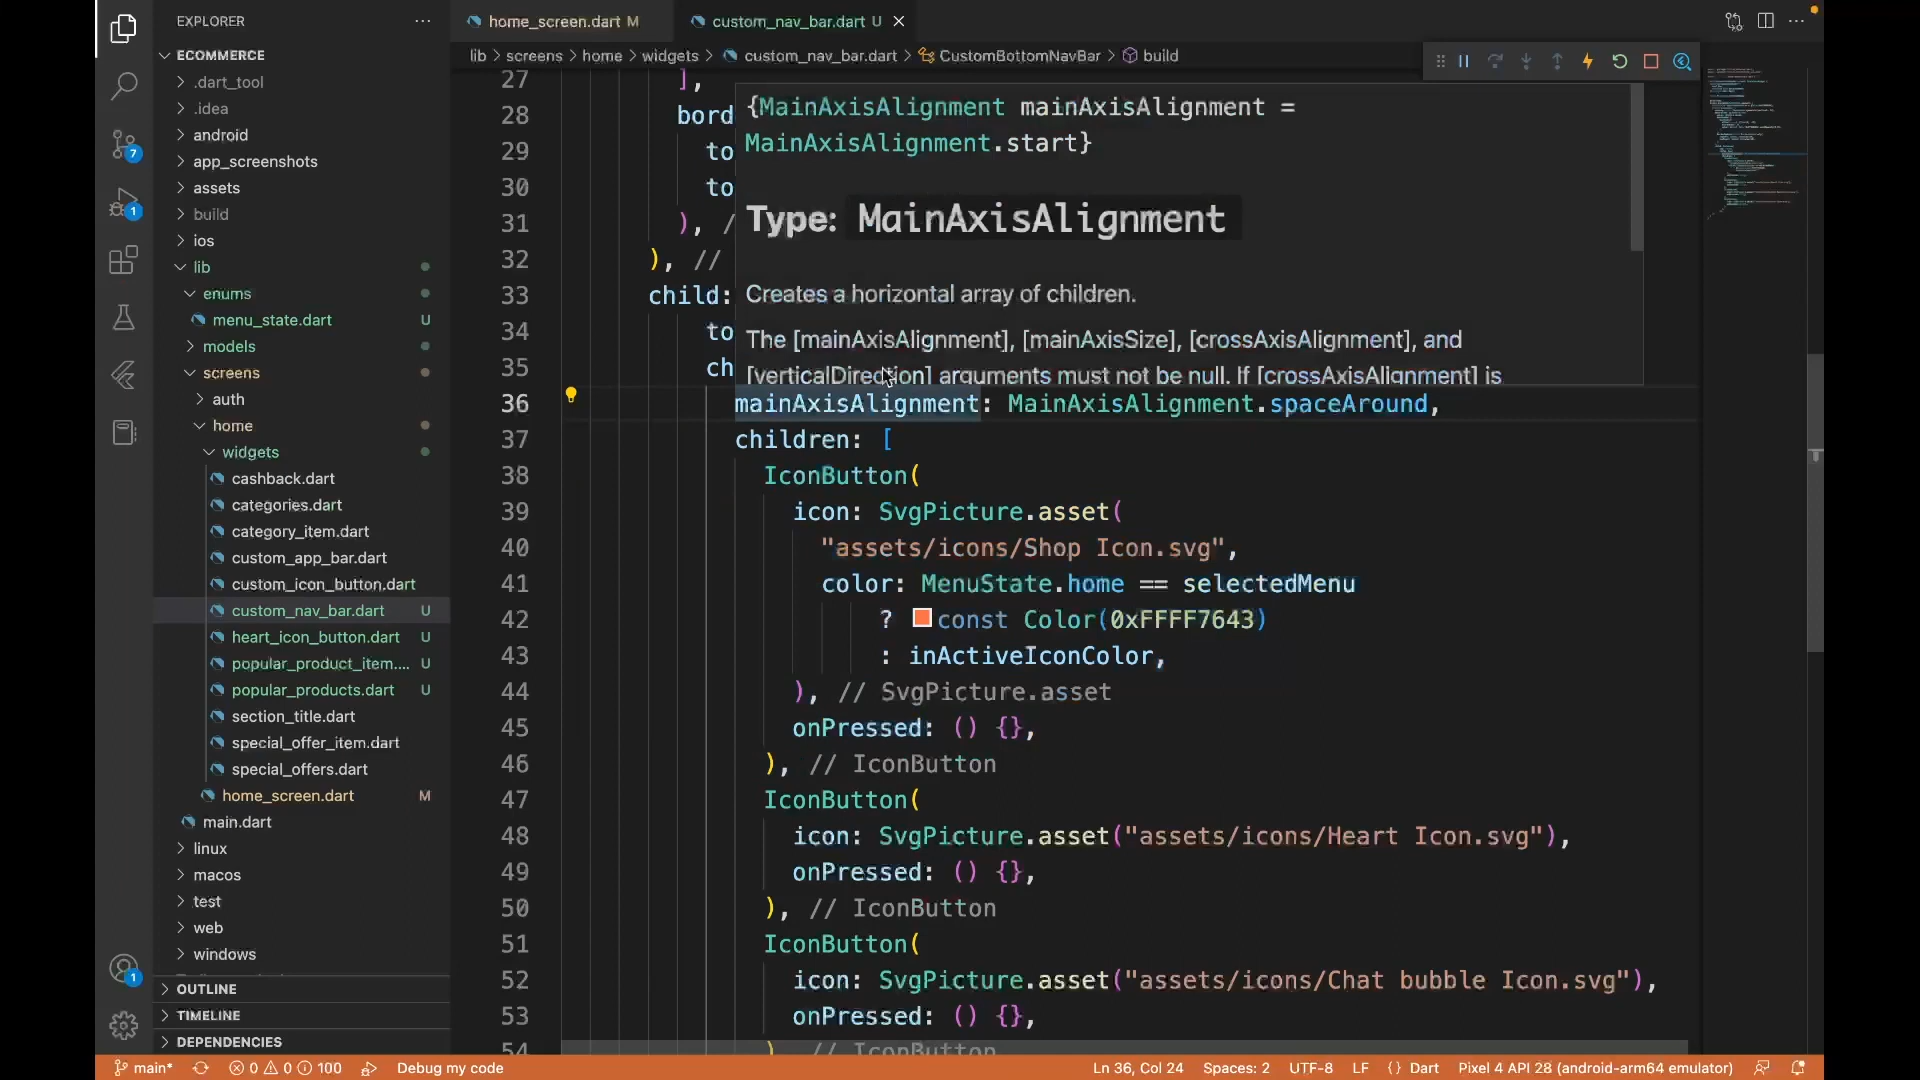 EXPLORER
ECOMMERCE
.dart_tool
.idea
android
app_screenshots
assets
build
ios
lib
enums
menu_state.dart U
models
screens
auth
home
widgets
cashback.dart
categories.dart
category_item.dart
custom_app_bar.dart
custom_icon_button.dart
custom_nav_bar.dart U
heart_icon_button.dart U
popular_product_item.... U
popular_products.dart U
section_title.dart
special_offer_item.dart
special_offers.dart
home_screen.dart M
main.dart
linux
macos
test
web
windows
OUTLINE
TIMELINE
DEPENDENCIES
7
1
1
home_screen.dart M
custom_nav_bar.dart U
lib > screens > home > widgets > custom_nav_bar.dart > CustomBottomNavBar > build
27 ],
28 bord
29 to
30 to
31 ), /
32 ), //
33 child:
34 to
35 ch
{MainAxisAlignment mainAxisAlignment =
MainAxisAlignment.start}
Type: MainAxisAlignment
Creates a horizontal array of children.
The [mainAxisAlignment], [mainAxisSize], [crossAxisAlignment], and
[verticalDirection] arguments must not be null. If [crossAxisAlignment] is
36 mainAxisAlignment: MainAxisAlignment.spaceAround,
37 children: [
38 IconButton(
39 icon: SvgPicture.asset(
40 "assets/icons/Shop Icon.svg",
41 color: MenuState.home == selectedMenu
42 ? const Color(0xFFFF7643)
43 : inActiveIconColor,
44 ), // SvgPicture.asset
45 onPressed: () {},
46 ), // IconButton
47 IconButton(
48 icon: SvgPicture.asset("assets/icons/Heart Icon.svg"),
49 onPressed: () {},
50 ), // IconButton
51 IconButton(
52 icon: SvgPicture.asset("assets/icons/Chat bubble Icon.svg"),
53 onPressed: () {},
54 ), // IconButton
main* 0 0 100 Debug my code Ln 36, Col 24 Spaces: 2 UTF-8 LF {} Dart Pixel 4 API 28 (android-arm64 emulator)